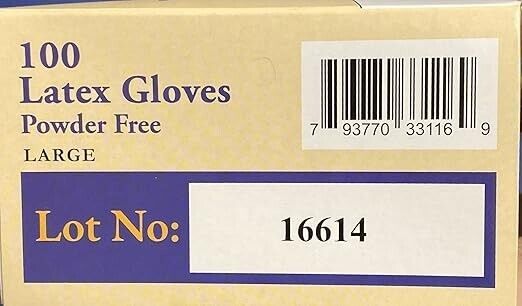 100
Latex Gloves
Powder Free
LARGE
7 93770 33116 9
Lot No: 16614